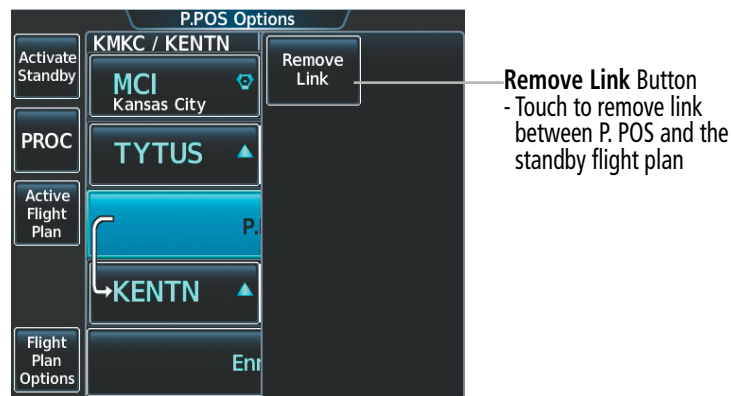 P.POS Options
KMKC / KENTN
Activate
Standby
MCI
Kansas City
Remove
Link
PROC
TYTUS
Active
Flight
Plan
P.
KENTN
Flight
Plan
Options
Enr
Remove Link Button
- Touch to remove link
between P. POS and the
standby flight plan